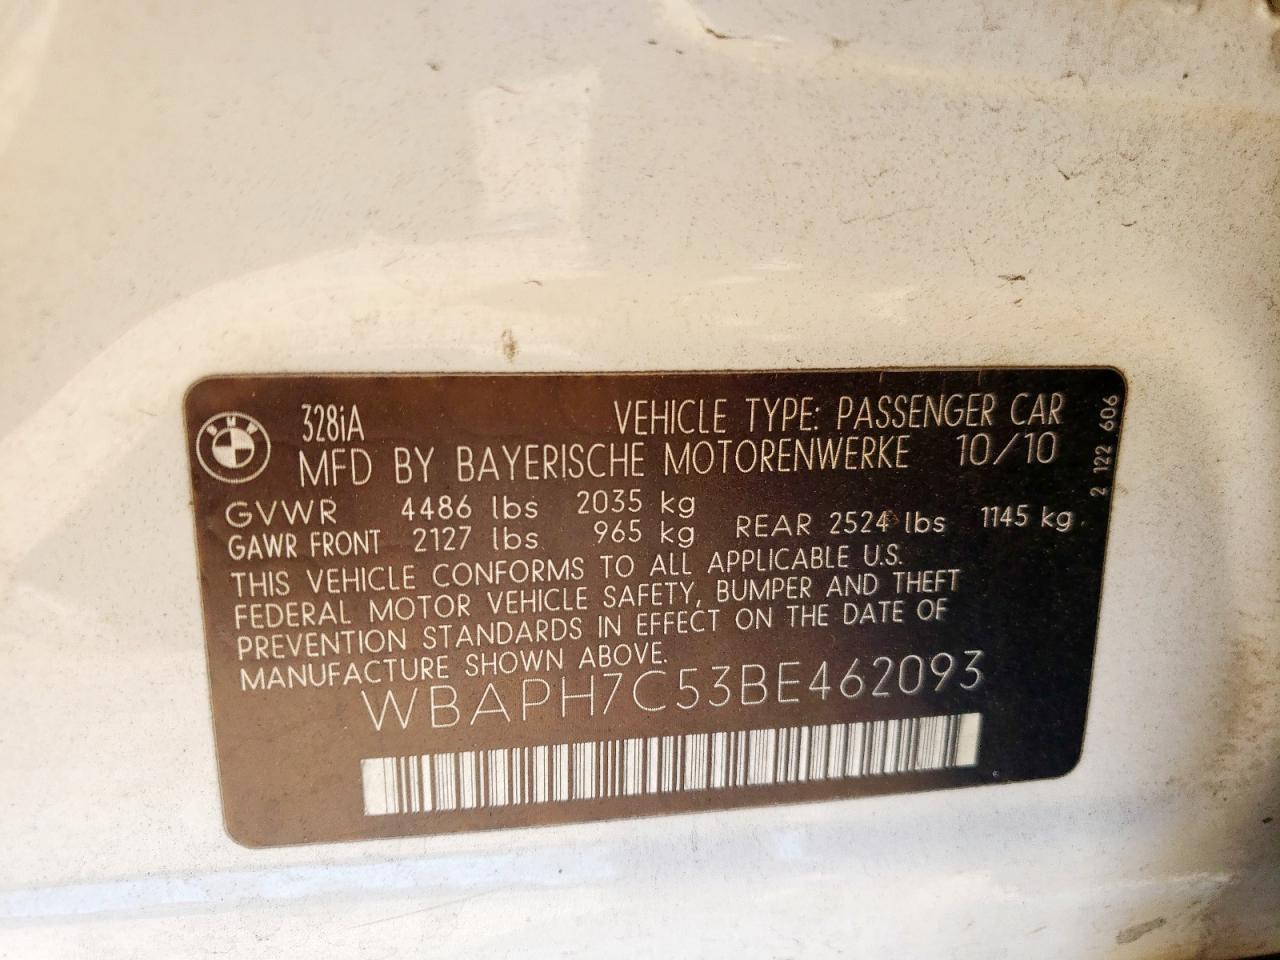 BMW
328iA VEHICLE TYPE: PASSENGER CAR
MFD BY BAYERISCHE MOTORENWERKE 10/10
GVWR 4486 lbs 2035 kg
GAWR FRONT 2127 lbs 965 kg REAR 2524 lbs 1145 kg
THIS VEHICLE CONFORMS TO ALL APPLICABLE U.S.
FEDERAL MOTOR VEHICLE SAFETY, BUMPER AND THEFT
PREVENTION STANDARDS IN EFFECT ON THE DATE OF
MANUFACTURE SHOWN ABOVE.
WBAPH7C53BE462093
2 122 606